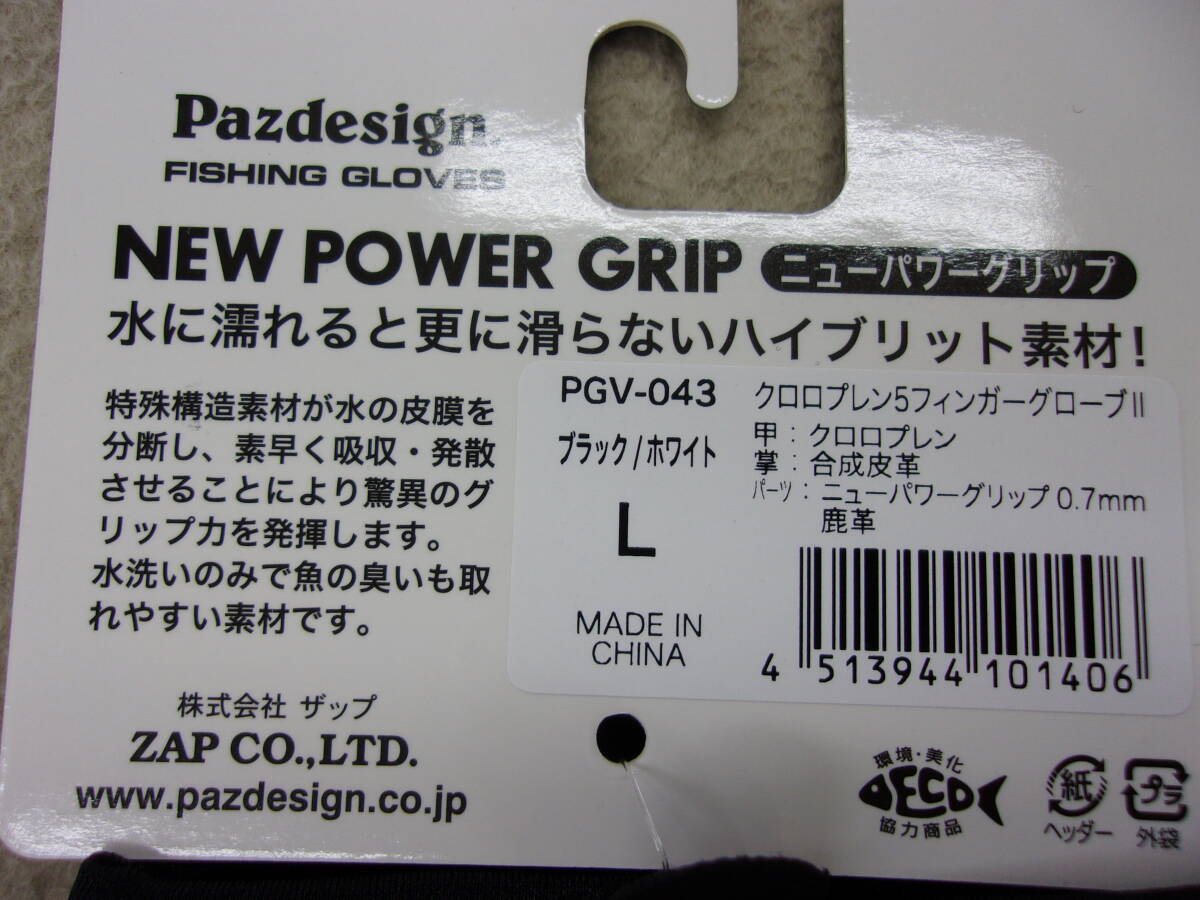 Pazdesign
FISHING GLOVES
NEW POWER GRIP ニューパワーグリップ
水に濡れると更に滑らないハイブリット素材！
特殊構造素材が水の皮膜を
分断し、素早く吸収・発散
させることにより驚異のグ
リップ力を発揮します。
水洗いのみで魚の臭いも取
れやすい素材です。
株式会社 ザップ
ZAP CO.,LTD.
www.pazdesign.co.jp
PGV-043
ブラック/ホワイト
L
MADE IN
CHINA
クロロプレン5フィンガーグローブII
甲：クロロプレン
掌：合成皮革
パーツ：ニューパワーグリップ 0.7mm
鹿革
4 513944 101406
環境・美化
ECO
協力商品
紙
ヘッダー
プラ
外袋